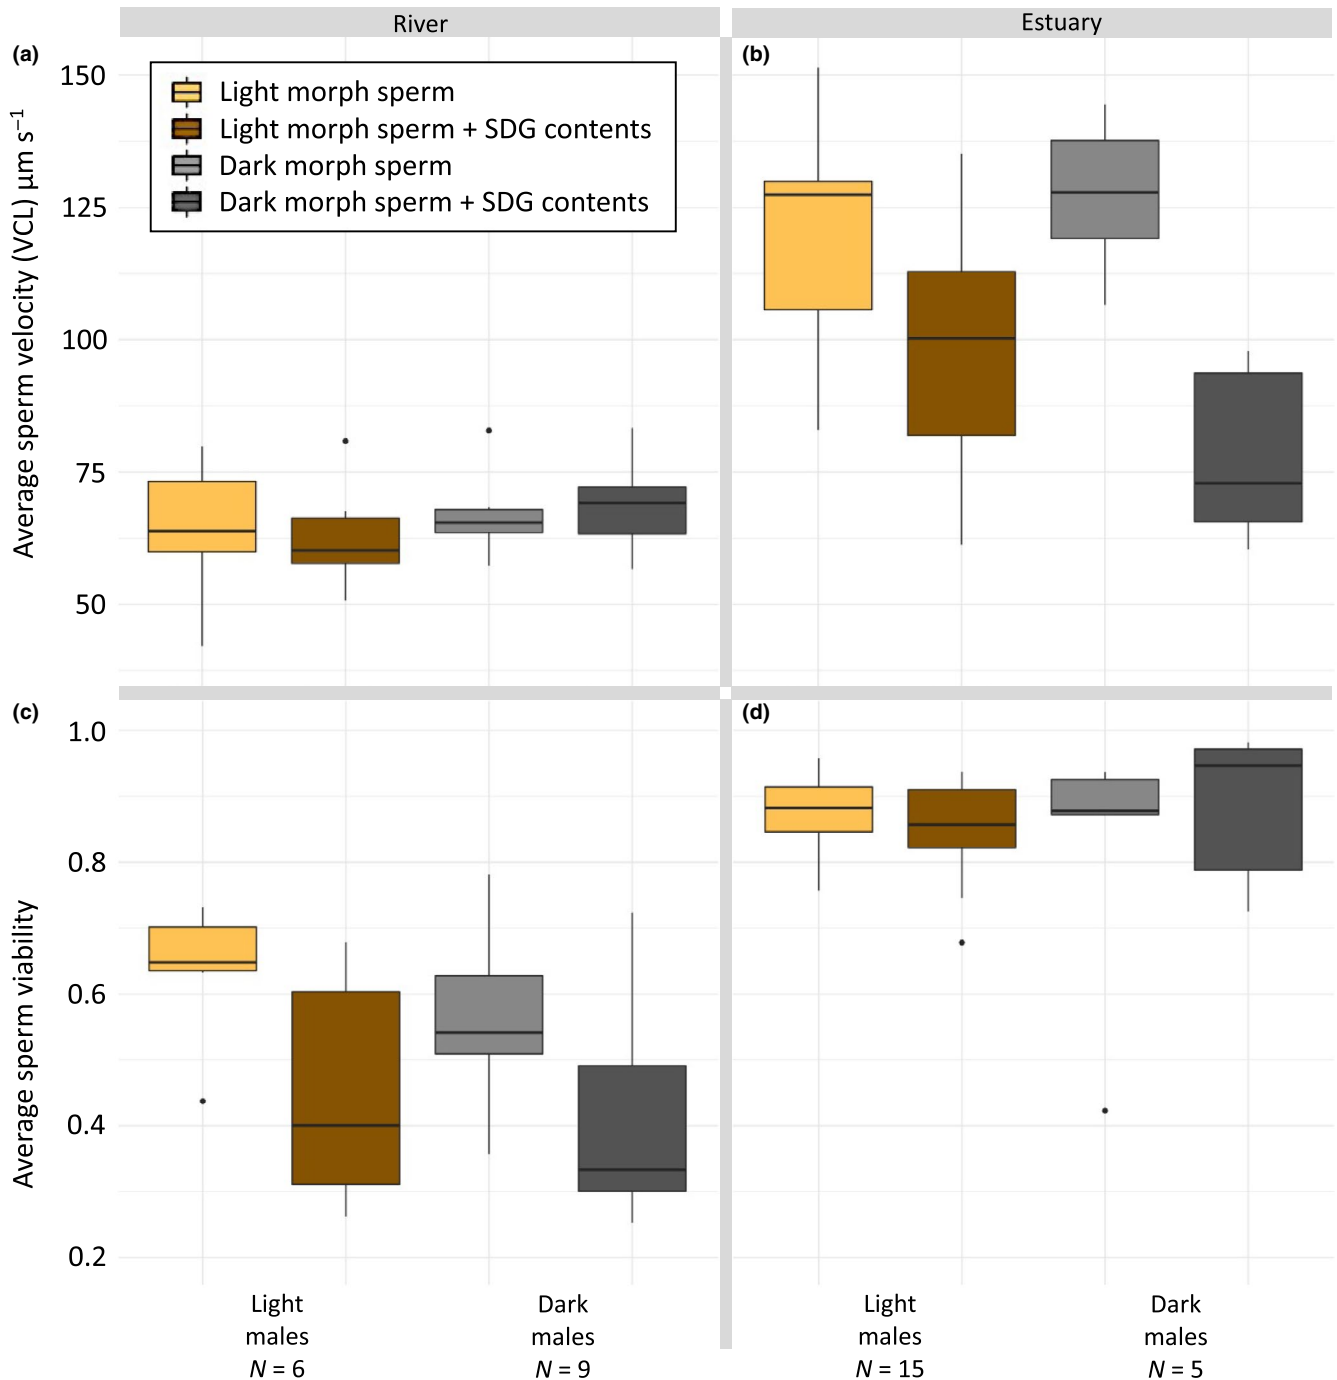 River
Estuary
(a)
(b)
150
125
100
75
50
Average sperm velocity (VCL) µm s⁻¹
Light morph sperm
Light morph sperm + SDG contents
Dark morph sperm
Dark morph sperm + SDG contents
(c)
(d)
1.0
0.8
0.6
0.4
0.2
Average sperm viability
Light
males
N = 6
Dark
males
N = 9
Light
males
N = 15
Dark
males
N = 5